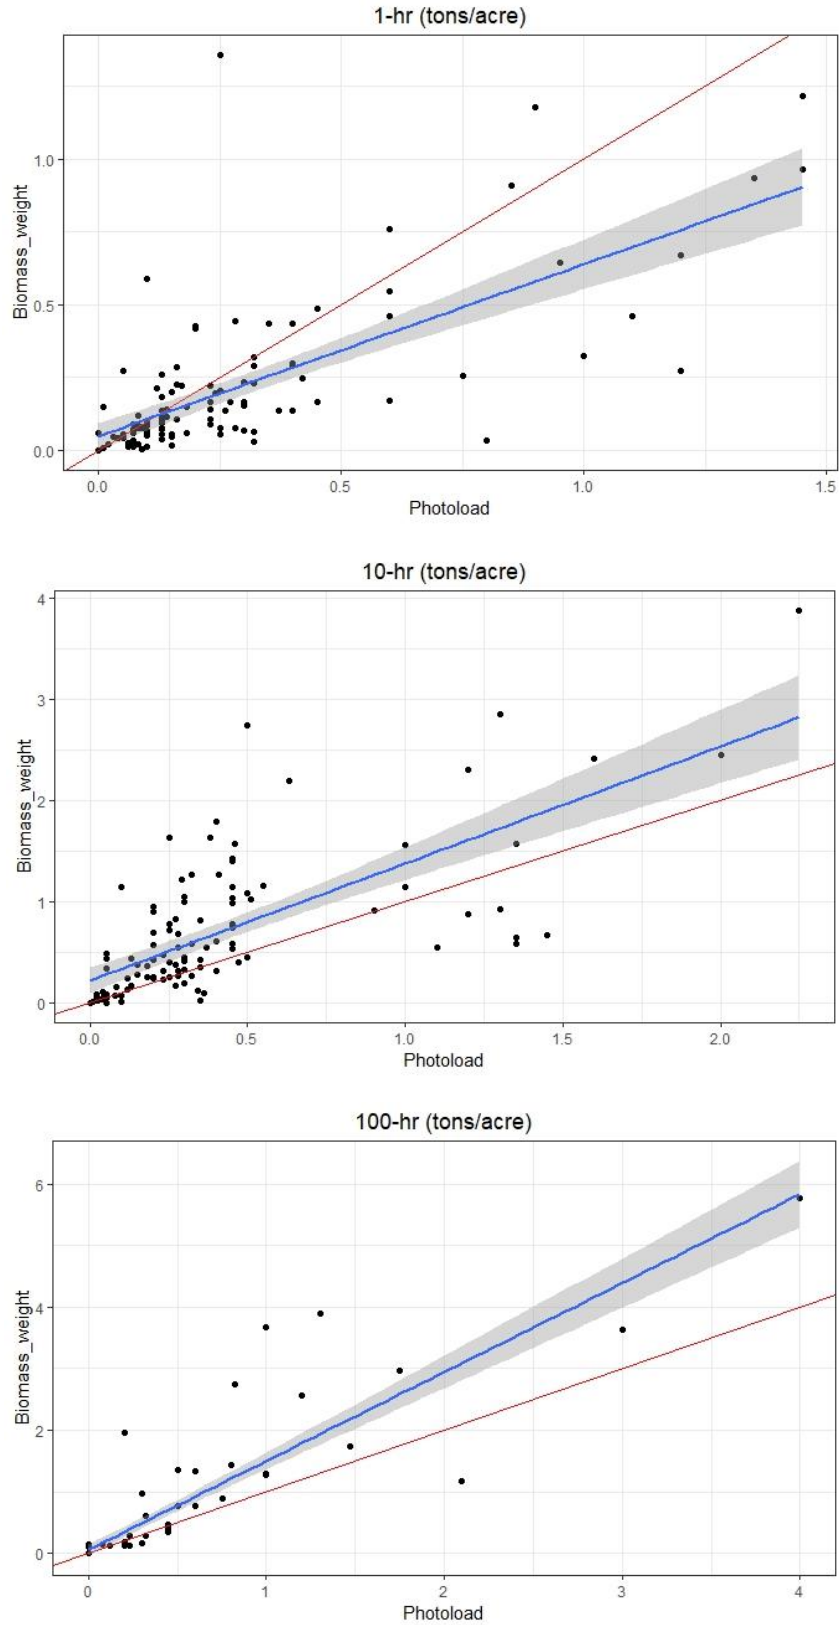 1-hr (tons/acre)
Biomass_weight
1.0
0.5
0.0
0.0 0.5 1.0 1.5
Photoload
10-hr (tons/acre)
Biomass_weight
4
3
2
1
0
0.0 0.5 1.0 1.5 2.0
Photoload
100-hr (tons/acre)
Biomass_weight
6
4
2
0
0 1 2 3 4
Photoload